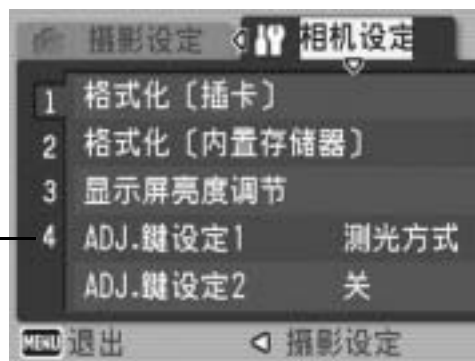 摄影设定 相机设定
1 格式化〔插卡〕
2 格式化〔内置存储器〕
3 显示屏亮度调节
4 ADJ.鍵设定1 测光方式
ADJ.鍵设定2 关
MENU 退出 摄影设定